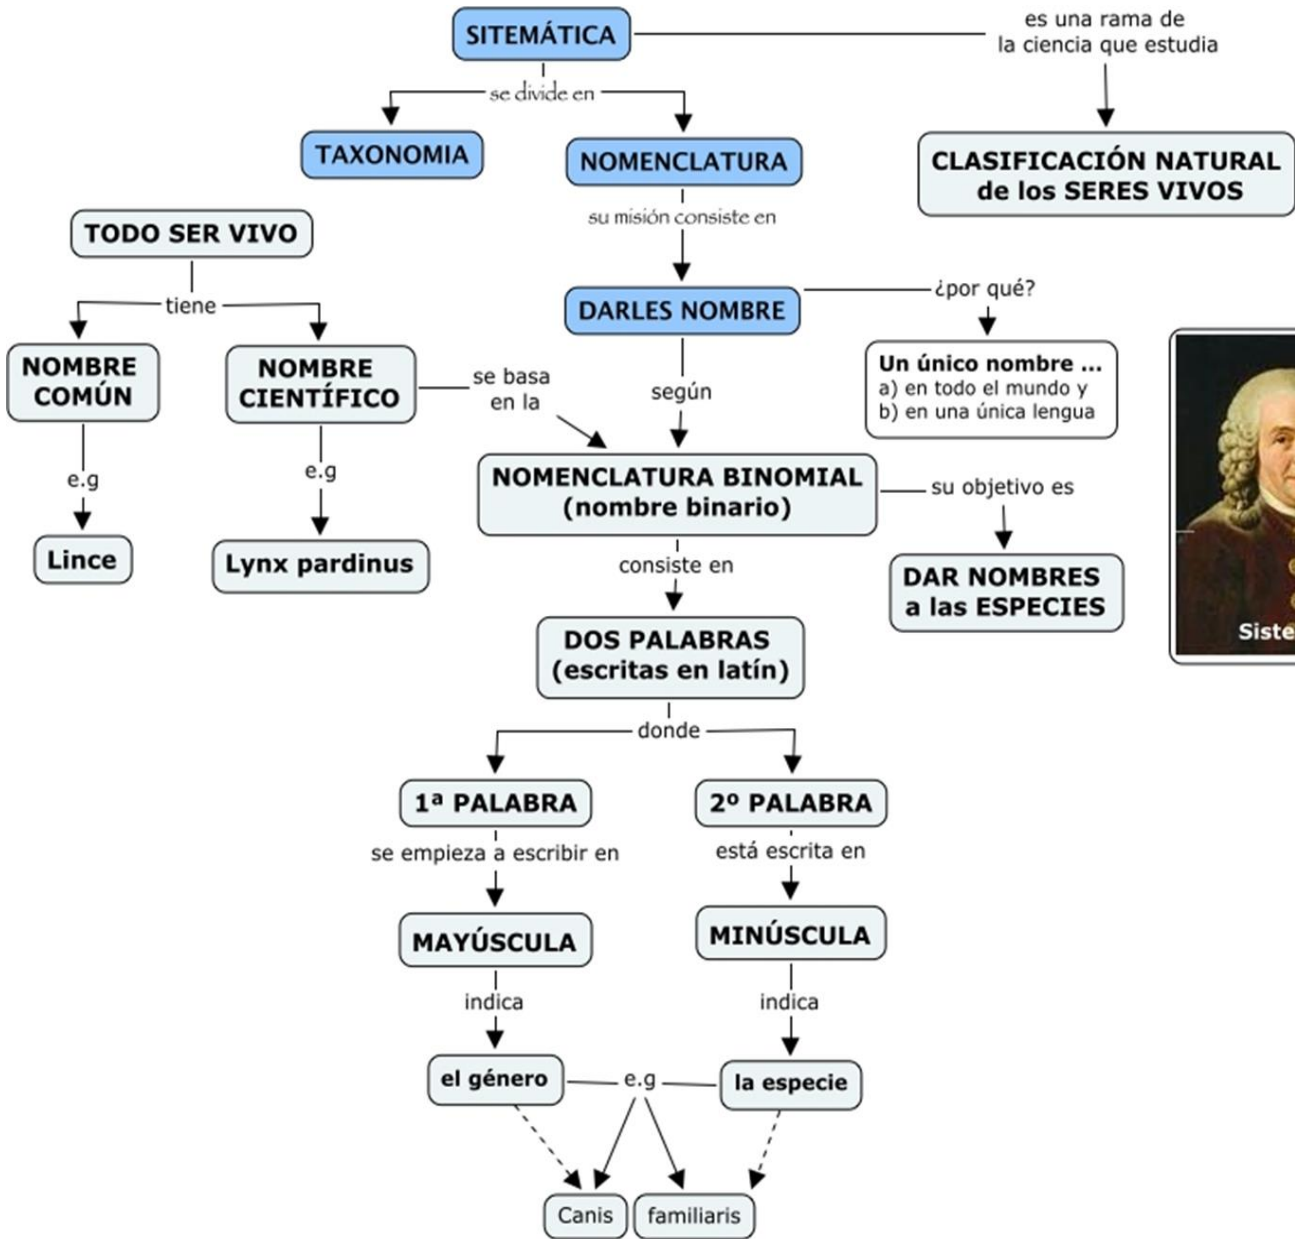 SITEMÁTICA
es una rama de
la ciencia que estudia
se divide en
TAXONOMIA
NOMENCLATURA
CLASIFICACIÓN NATURAL
de los SERES VIVOS
su misión consiste en
TODO SER VIVO
tiene
DARLES NOMBRE
¿por qué?
NOMBRE
COMÚN
NOMBRE
CIENTÍFICO
se basa
en la
según
Un único nombre ...
a) en todo el mundo y
b) en una única lengua
e.g
e.g
NOMENCLATURA BINOMIAL
(nombre binario)
su objetivo es
Lince
Lynx pardinus
consiste en
DAR NOMBRES
a las ESPECIES
Siste
DOS PALABRAS
(escritas en latín)
donde
1ª PALABRA
2º PALABRA
se empieza a escribir en
está escrita en
MAYÚSCULA
MINÚSCULA
indica
indica
el género
e.g
la especie
Canis
familiaris